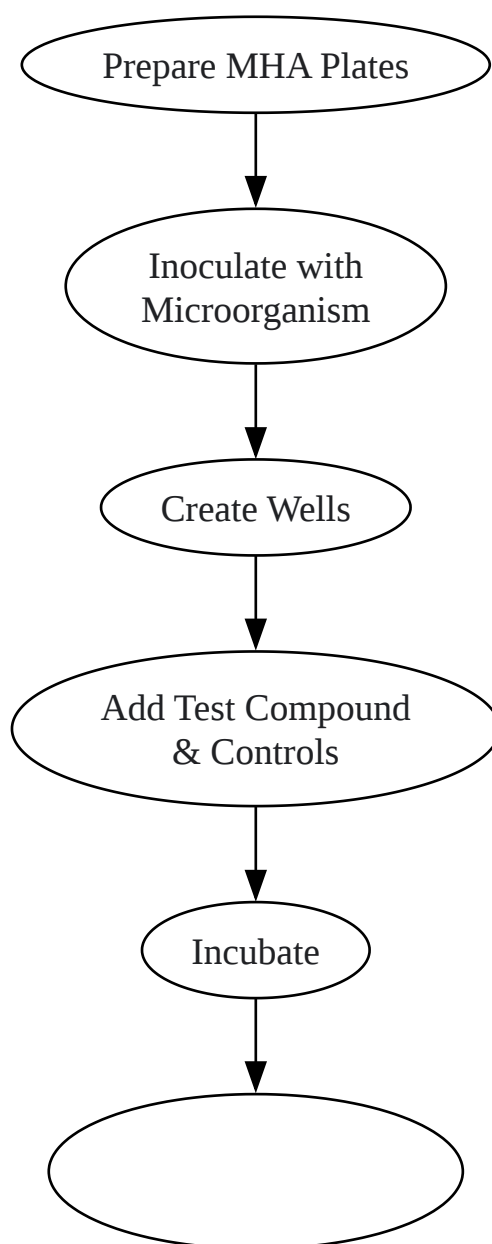 Prepare MHA Plates
Inoculate with
Microorganism
Create Wells
Add Test Compound
& Controls
Incubate